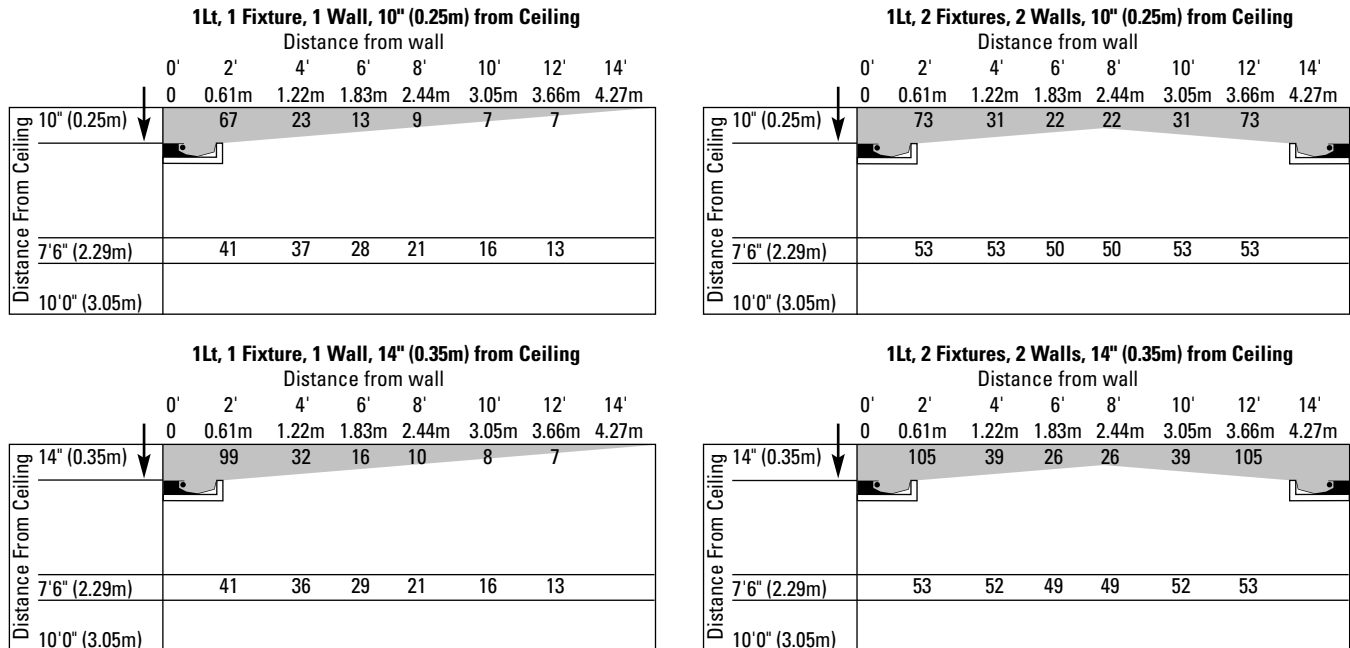 1Lt, 1 Fixture, 1 Wall, 10" (0.25m) from Ceiling
Distance from wall
0' 2' 4' 6' 8' 10' 12' 14'
0 0.61m 1.22m 1.83m 2.44m 3.05m 3.66m 4.27m
Distance From Ceiling
10" (0.25m) 67 23 13 9 7 7
7'6" (2.29m) 41 37 28 21 16 13
10'0" (3.05m)
1Lt, 2 Fixtures, 2 Walls, 10" (0.25m) from Ceiling
Distance from wall
0' 2' 4' 6' 8' 10' 12' 14'
0 0.61m 1.22m 1.83m 2.44m 3.05m 3.66m 4.27m
Distance From Ceiling
10" (0.25m) 73 31 22 22 31 73
7'6" (2.29m) 53 53 50 50 53 53
10'0" (3.05m)
1Lt, 1 Fixture, 1 Wall, 14" (0.35m) from Ceiling
Distance from wall
0' 2' 4' 6' 8' 10' 12' 14'
0 0.61m 1.22m 1.83m 2.44m 3.05m 3.66m 4.27m
Distance From Ceiling
14" (0.35m) 99 32 16 10 8 7
7'6" (2.29m) 41 36 29 21 16 13
10'0" (3.05m)
1Lt, 2 Fixtures, 2 Walls, 14" (0.35m) from Ceiling
Distance from wall
0' 2' 4' 6' 8' 10' 12' 14'
0 0.61m 1.22m 1.83m 2.44m 3.05m 3.66m 4.27m
Distance From Ceiling
14" (0.35m) 105 39 26 26 39 105
7'6" (2.29m) 53 52 49 49 52 53
10'0" (3.05m)